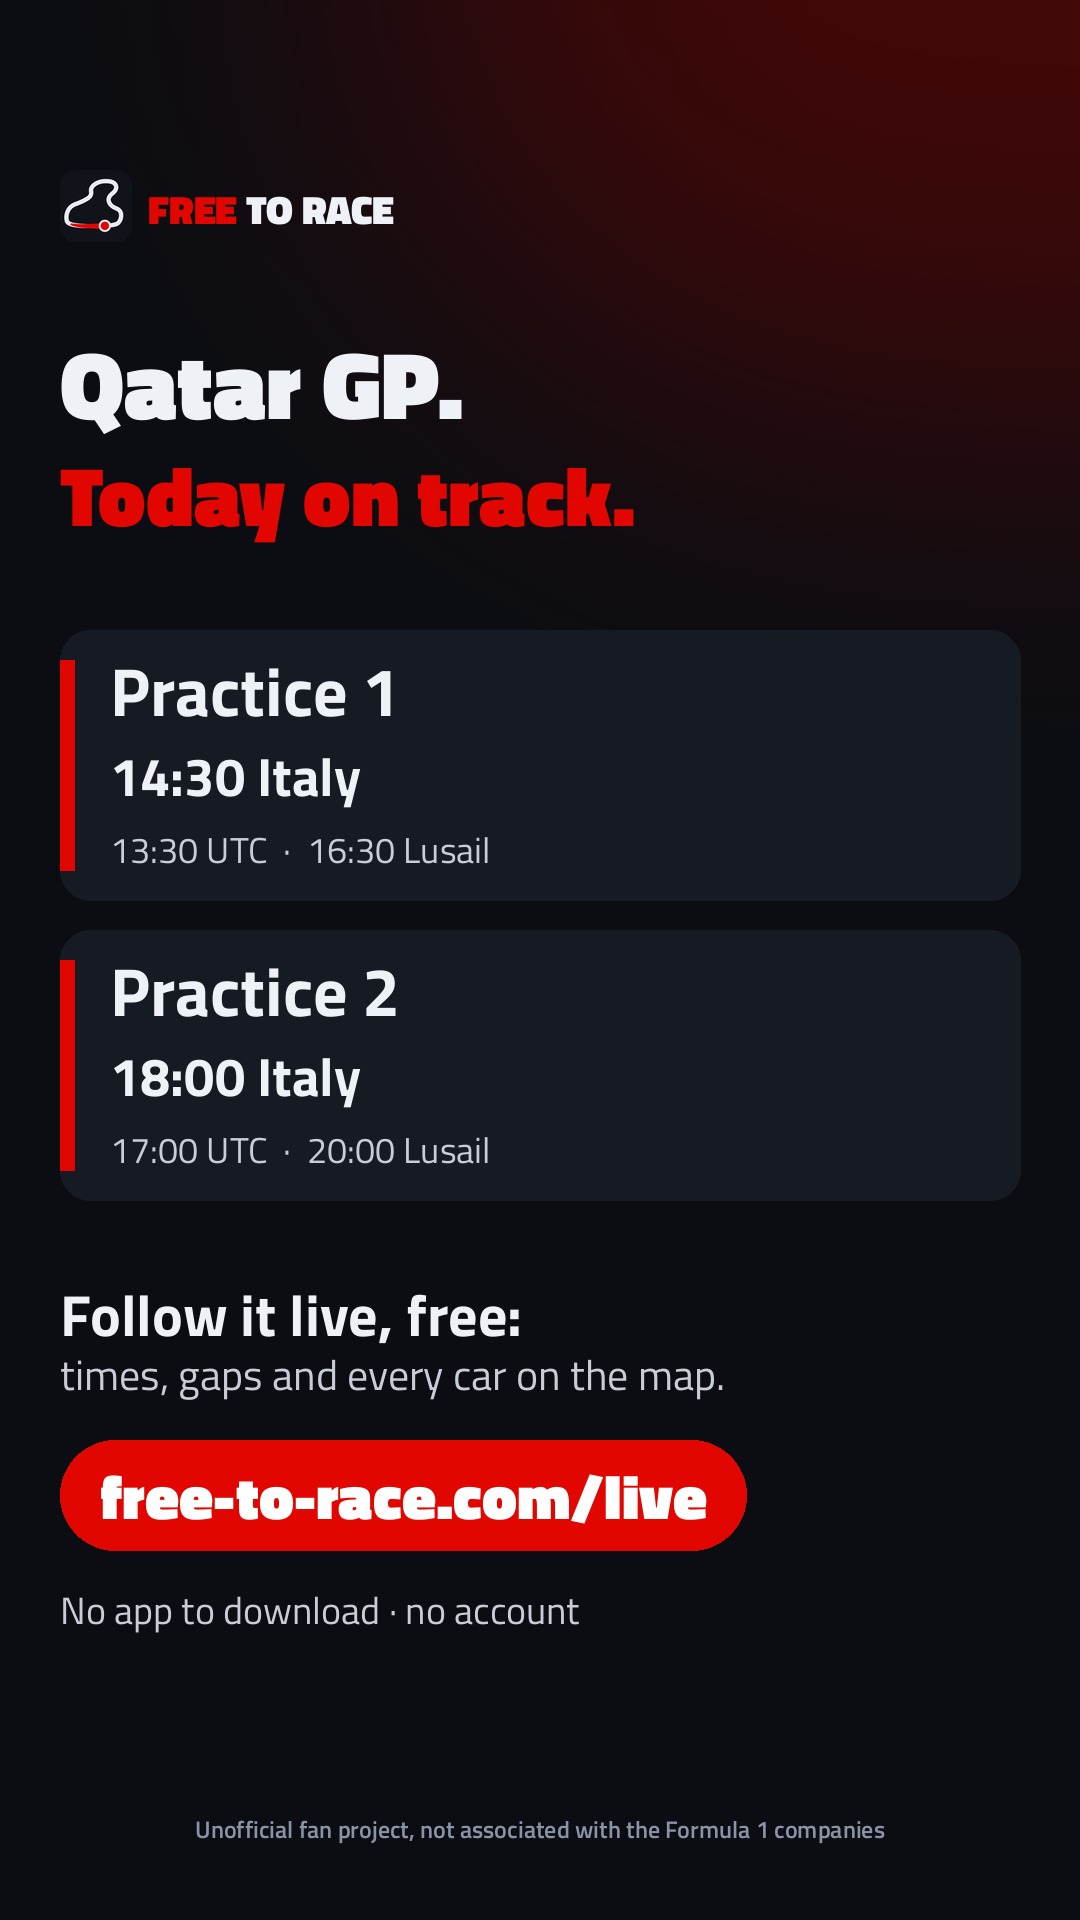 FREE TO RACE
Qatar GP.
Today on track.
Practice 1
14:30 Italy
13:30 UTC · 16:30 Lusail
Practice 2
18:00 Italy
17:00 UTC · 20:00 Lusail
Follow it live, free:
times, gaps and every car on the map.
free-to-race.com/live
No app to download · no account
Unofficial fan project, not associated with the Formula 1 companies